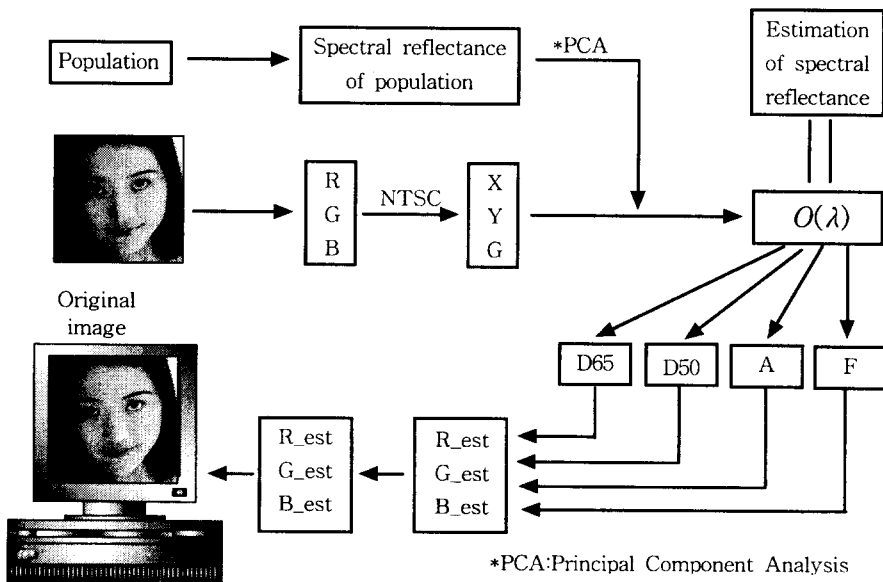 Population
Spectral reflectance
of population
*PCA
Estimation
of spectral
reflectance
R
G
B
NTSC
X
Y
G
O(λ)
Original
image
D65
D50
A
F
R_est
G_est
B_est
R_est
G_est
B_est
*PCA:Principal Component Analysis